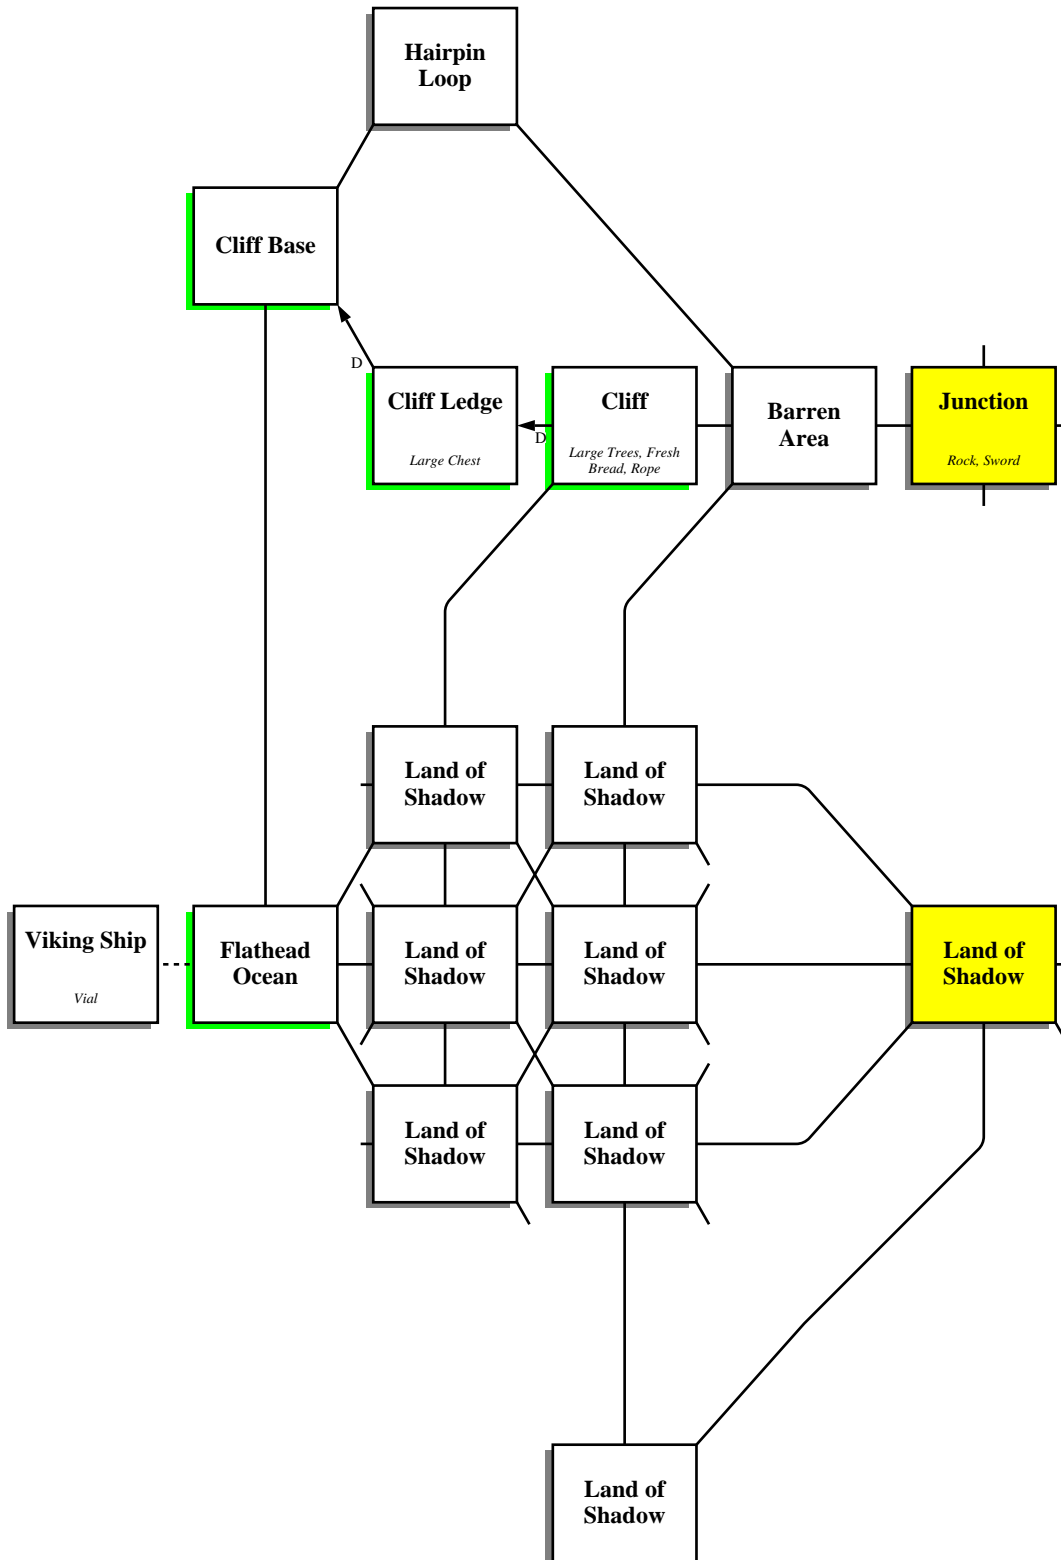 Hairpin
Loop
Cliff Base
D
Cliff Ledge
Large Chest
D
Cliff
Large Trees, Fresh
Bread, Rope
Barren
Area
Junction
Rock, Sword
Land of
Shadow
Land of
Shadow
Viking Ship
Vial
Flathead
Ocean
Land of
Shadow
Land of
Shadow
Land of
Shadow
Land of
Shadow
Land of
Shadow
Land of
Shadow